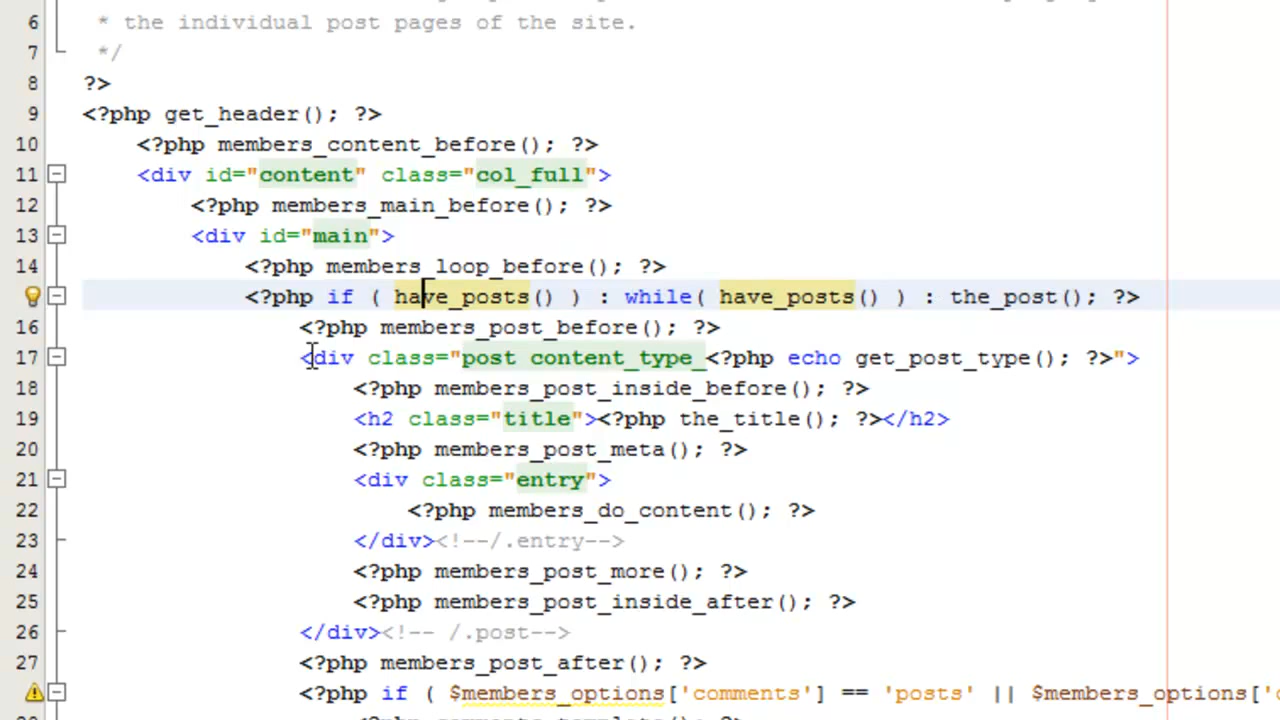 6 * the individual post pages of the site.
7 */
8 ?>
9 <?php get_header(); ?>
10 <?php members_content_before(); ?>
11 <div id="content" class="col_full">
12 <?php members_main_before(); ?>
13 <div id="main">
14 <?php members_loop_before(); ?>
<?php if ( have_posts() ) : while( have_posts() ) : the_post(); ?>
16 <?php members_post_before(); ?>
17 <div class="post content_type_<?php echo get_post_type(); ?>">
18 <?php members_post_inside_before(); ?>
19 <h2 class="title"><?php the_title(); ?></h2>
20 <?php members_post_meta(); ?>
21 <div class="entry">
22 <?php members_do_content(); ?>
23 </div><!--/.entry-->
24 <?php members_post_more(); ?>
25 <?php members_post_inside_after(); ?>
26 </div><!-- /.post-->
27 <?php members_post_after(); ?>
<?php if ( $members_options['comments'] == 'posts' || $members_options['